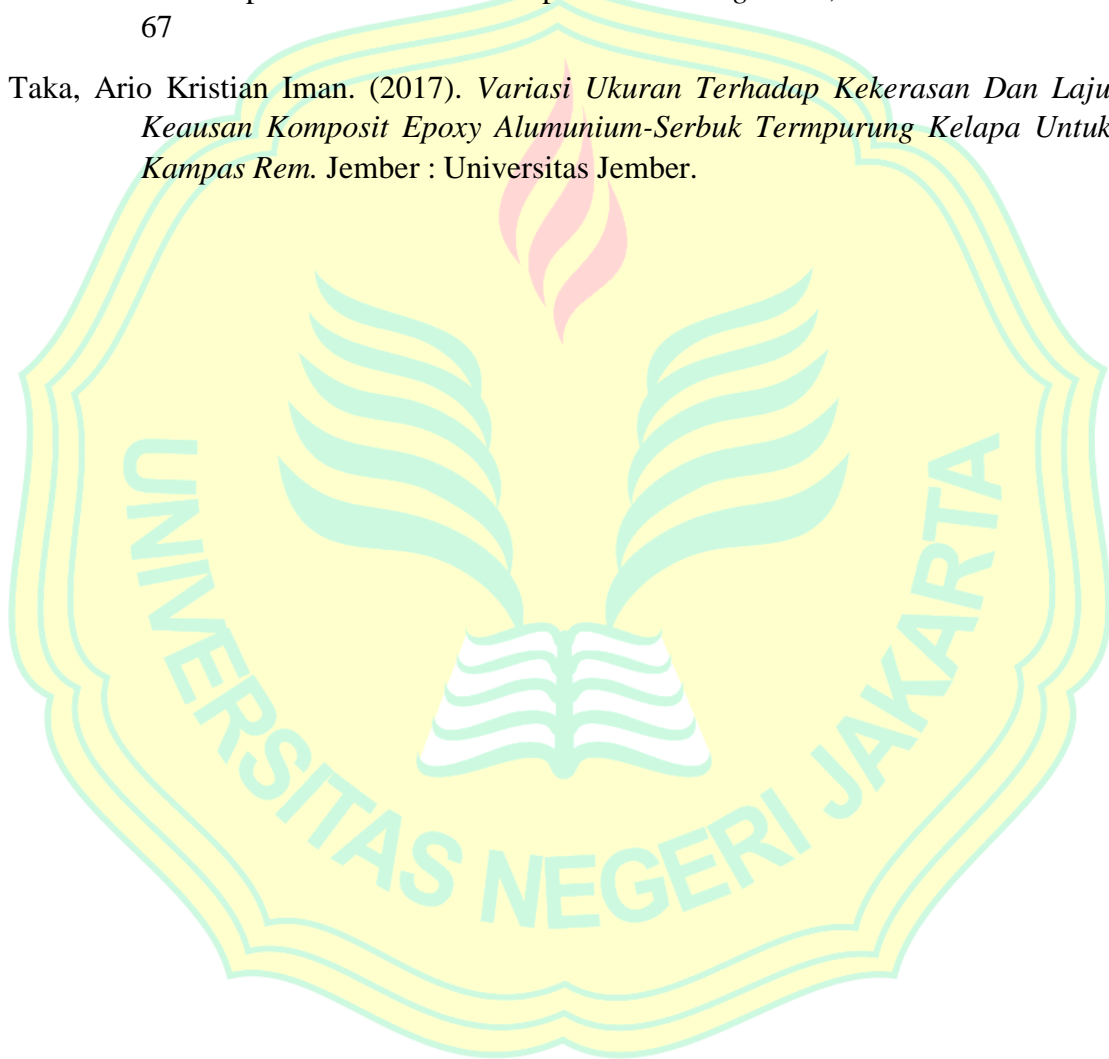 67
Taka, Ario Kristian Iman. (2017). Variasi Ukuran Terhadap Kekerasan Dan Laju
Keausan Komposit Epoxy Alumunium-Serbuk Termpurung Kelapa Untuk
Kampas Rem. Jember : Universitas Jember.
UNIVERSITAS NEGERI JAKARTA